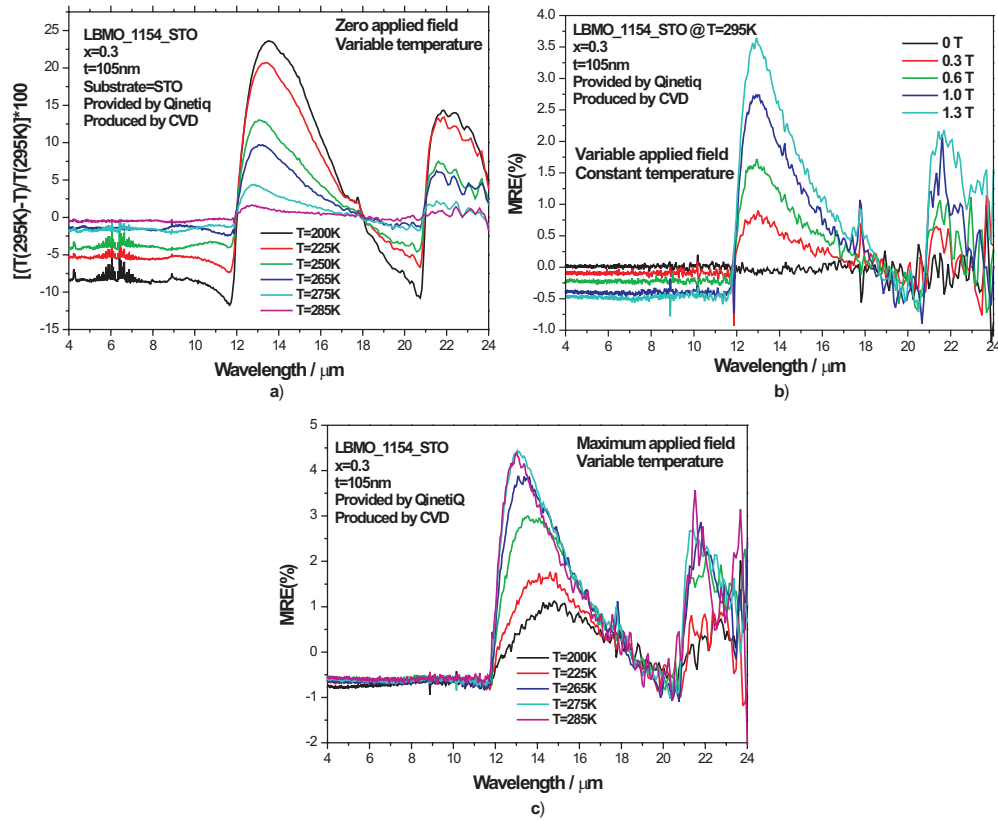 LBMO_1154_STO
x=0.3
t=105nm
Substrate=STO
Provided by Qinetiq
Produced by CVD
Zero applied field
Variable temperature
[(T(295K)-T)/T(295K)]*100
25
20
15
10
5
0
-5
-10
-15
T=200K
T=225K
T=250K
T=265K
T=275K
T=285K
4 6 8 10 12 14 16 18 20 22 24
Wavelength / μm
a)
LBMO_1154_STO @ T=295K
x=0.3
t=105nm
Provided by Qinetiq
Produced by CVD
0 T
0.3 T
0.6 T
1.0 T
1.3 T
Variable applied field
Constant temperature
MRE(%)
3.5
3.0
2.5
2.0
1.5
1.0
0.5
0.0
-0.5
-1.0
4 6 8 10 12 14 16 18 20 22 24
Wavelength / μm
b)
LBMO_1154_STO
x=0.3
t=105nm
Provided by QinetiQ
Produced by CVD
Maximum applied field
Variable temperature
MRE(%)
5
4
3
2
1
0
-1
-2
T=200K
T=225K
T=265K
T=275K
T=285K
4 6 8 10 12 14 16 18 20 22 24
Wavelength / μm
c)